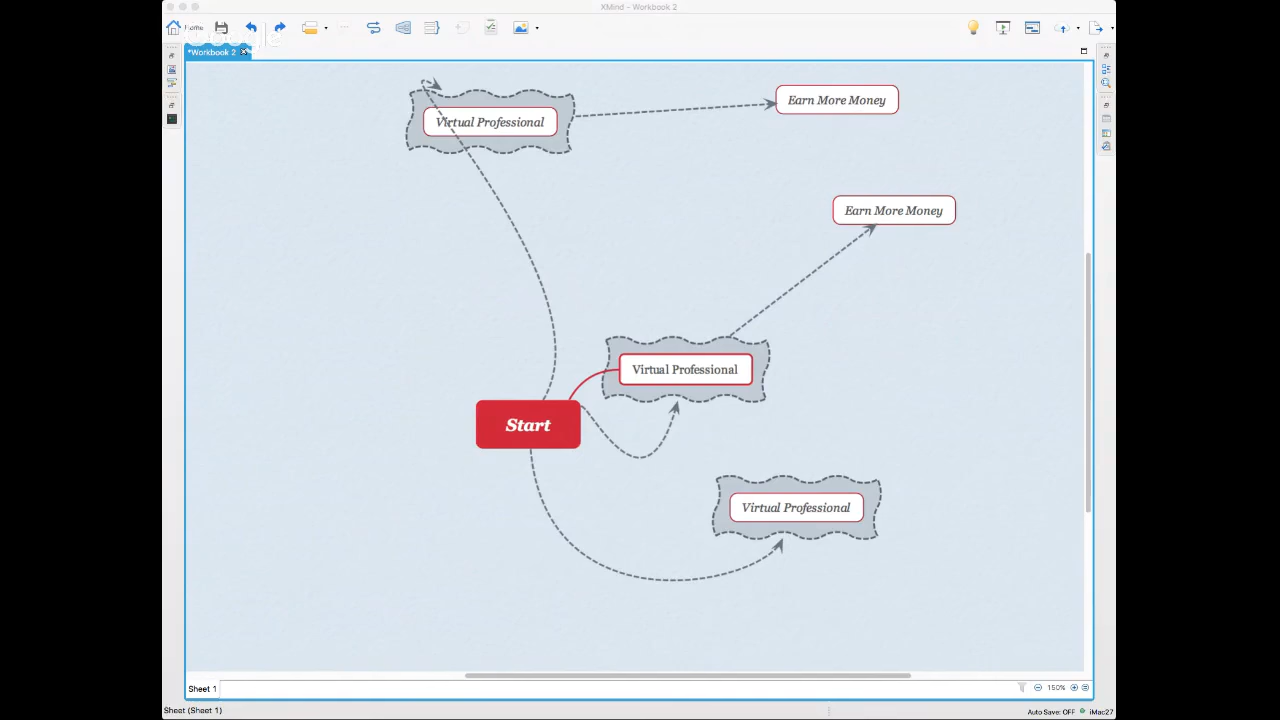 XMind – Workbook 2
Home
*Workbook 2
Virtual Professional
Earn More Money
Earn More Money
Virtual Professional
Start
Virtual Professional
Sheet 1
150%
Sheet (Sheet 1)
Auto Save: OFF
iMac27